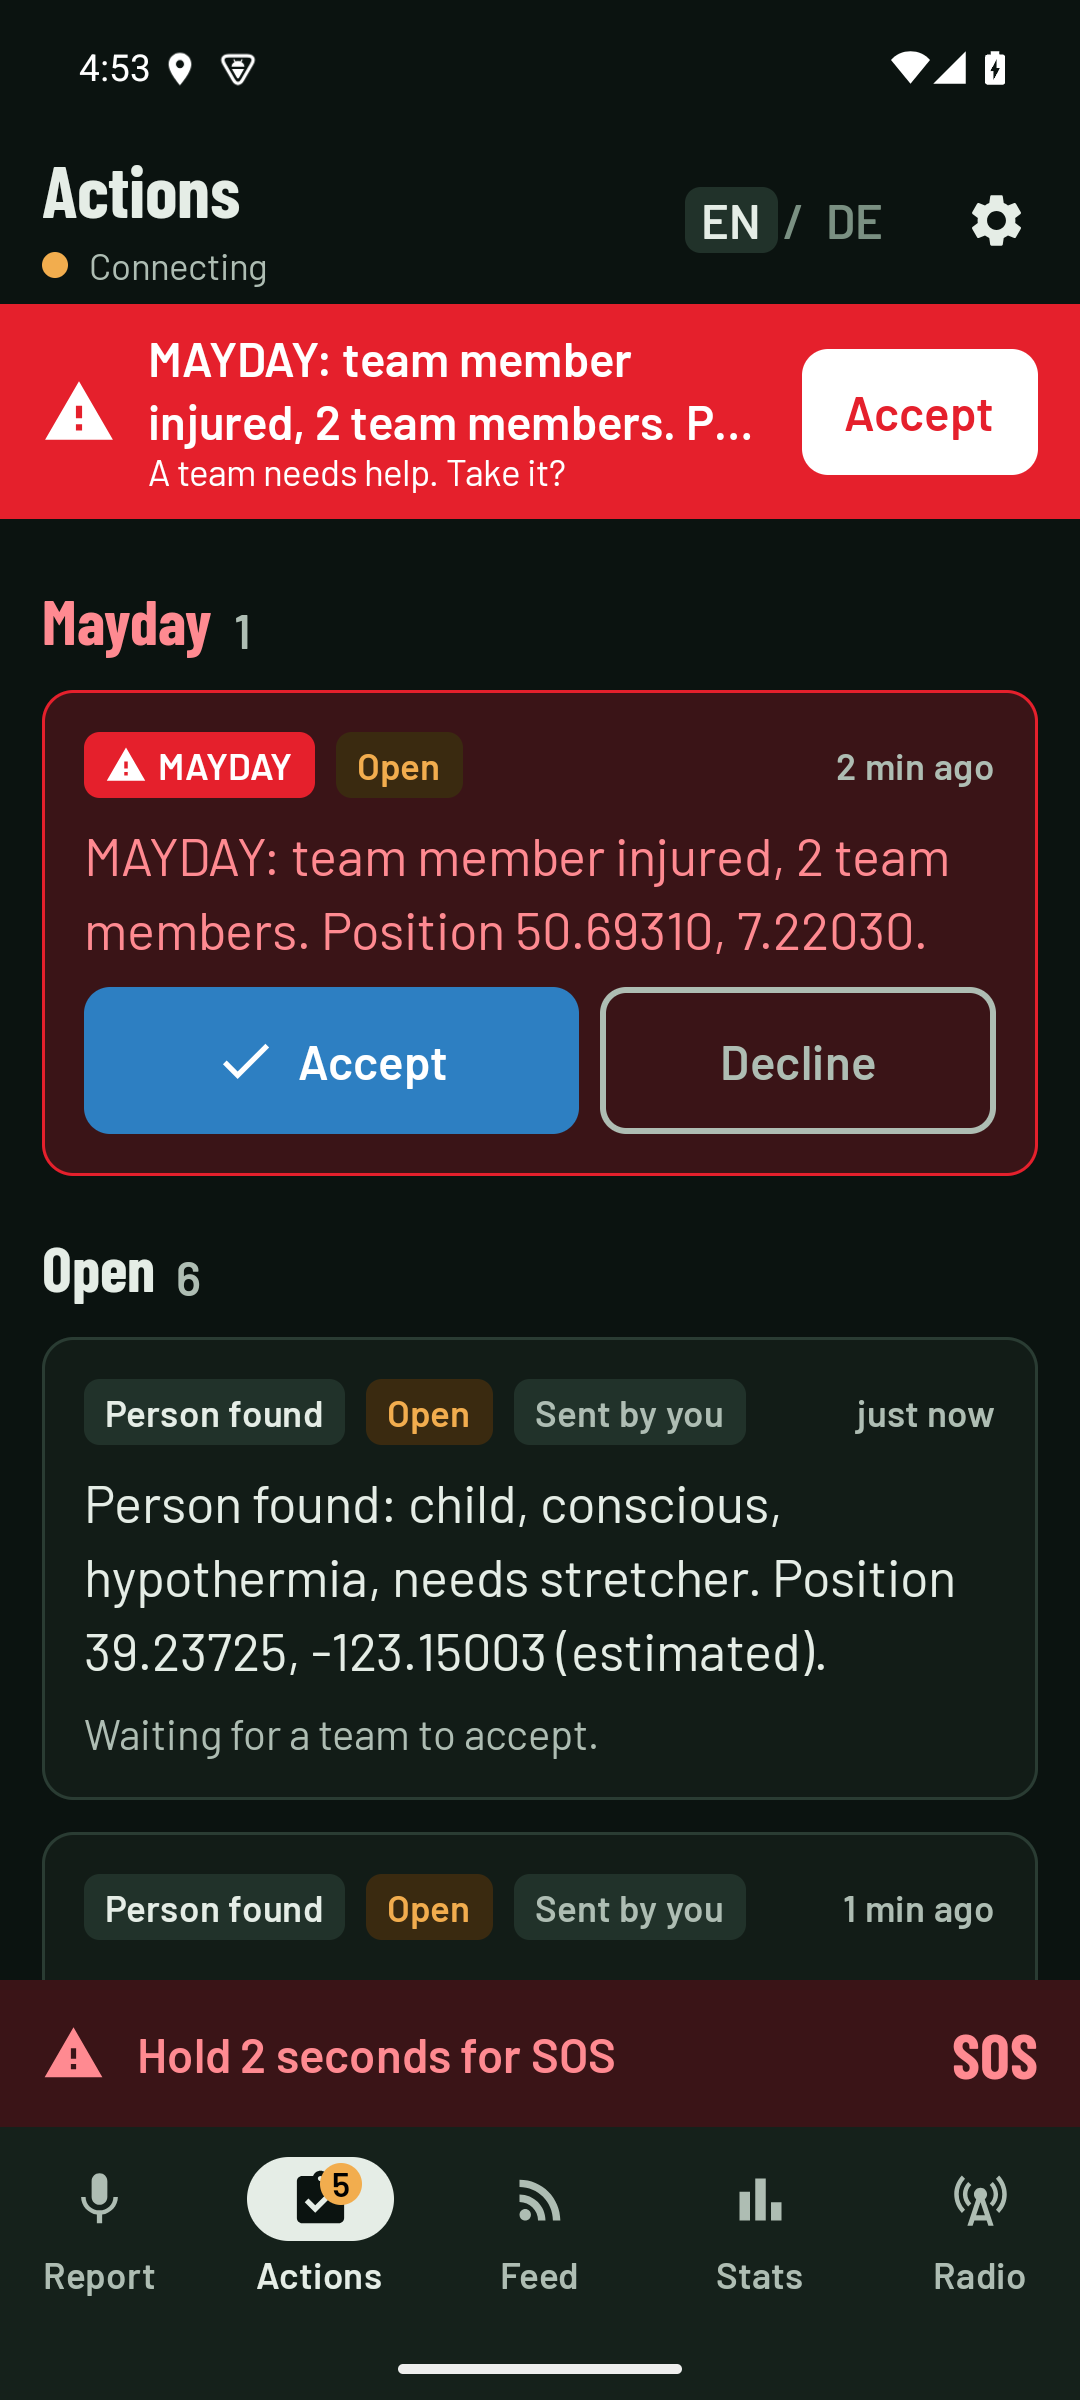 4:53
Actions
Connecting
EN / DE
MAYDAY: team member
injured, 2 team members. P...
A team needs help. Take it?
Accept
Mayday 1
MAYDAY Open 2 min ago
MAYDAY: team member injured, 2 team
members. Position 50.69310, 7.22030.
Accept Decline
Open 6
Person found Open Sent by you just now
Person found: child, conscious,
hypothermia, needs stretcher. Position
39.23725, -123.15003 (estimated).
Waiting for a team to accept.
Person found Open Sent by you 1 min ago
Hold 2 seconds for SOS SOS
5
Report Actions Feed Stats Radio